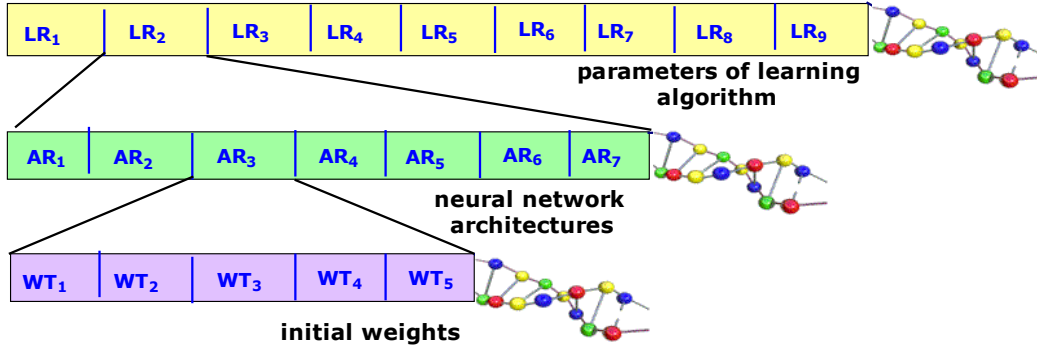 LR₁ LR₂ LR₃ LR₄ LR₅ LR₆ LR₇ LR₈ LR₉
parameters of learning
algorithm
AR₁ AR₂ AR₃ AR₄ AR₅ AR₆ AR₇
neural network
architectures
WT₁ WT₂ WT₃ WT₄ WT₅
initial weights